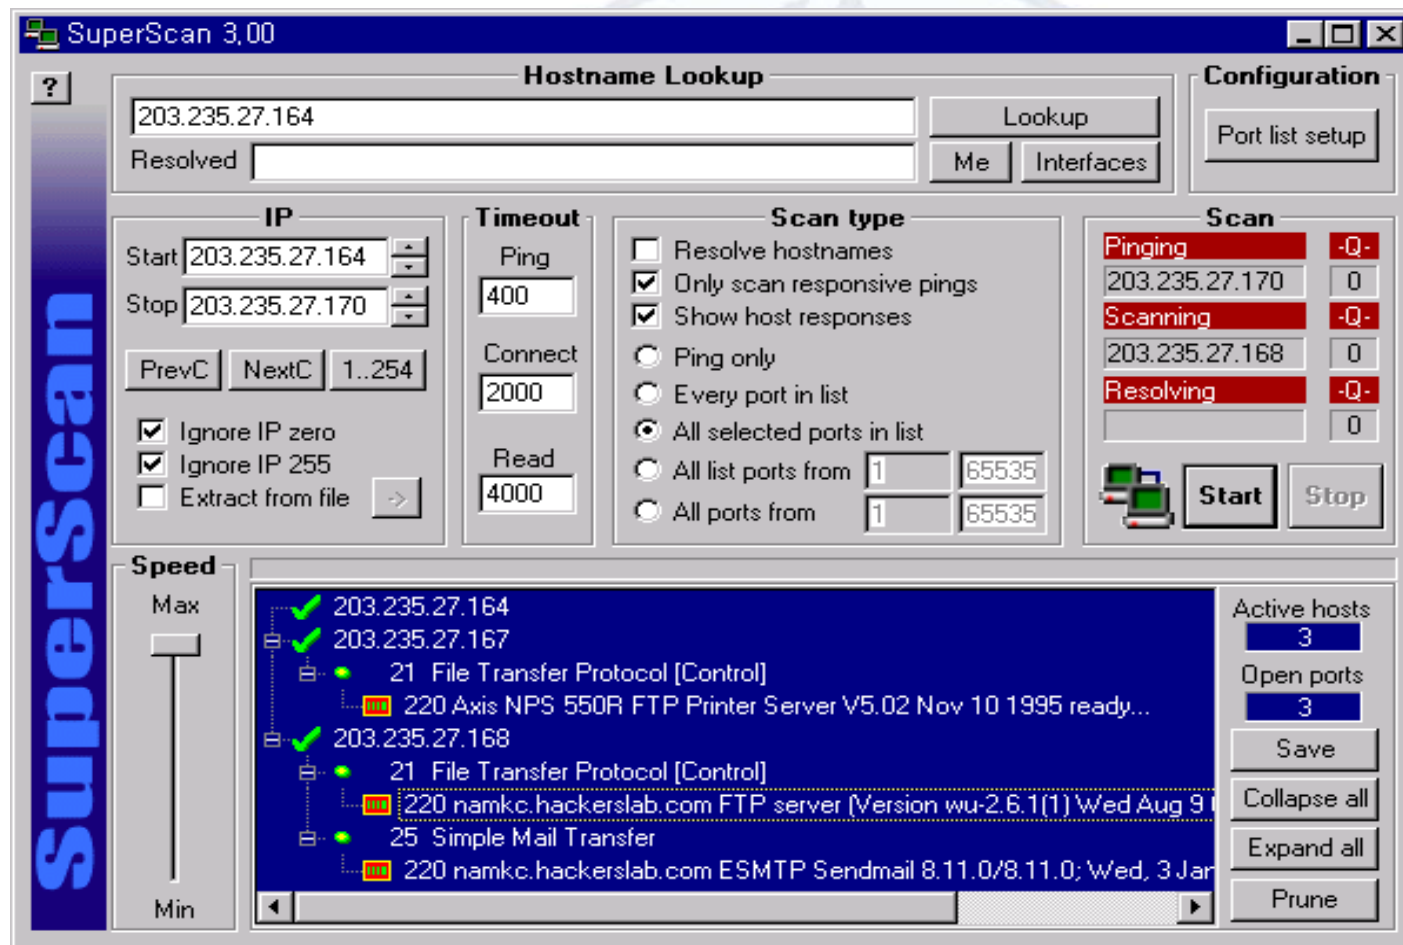 SuperScan 3,00
?
Hostname Lookup
203.235.27.164
Lookup
Resolved
Me
Interfaces
Configuration
Port list setup
IP
Start 203.235.27.164
Stop 203.235.27.170
PrevC NextC 1..254
Ignore IP zero
Ignore IP 255
Extract from file ->
Timeout
Ping
400
Connect
2000
Read
4000
Scan type
Resolve hostnames
Only scan responsive pings
Show host responses
Ping only
Every port in list
All selected ports in list
All list ports from 1 65535
All ports from 1 65535
Scan
Pinging -Q-
203.235.27.170 0
Scanning -Q-
203.235.27.168 0
Resolving -Q-
0
Start Stop
SuperScan
Speed
Max
Min
203.235.27.164
203.235.27.167
21 File Transfer Protocol [Control]
220 Axis NPS 550R FTP Printer Server V5.02 Nov 10 1995 ready...
203.235.27.168
21 File Transfer Protocol [Control]
220 namkc.hackerslab.com FTP server (Version wu-2.6.1(1) Wed Aug 9
25 Simple Mail Transfer
220 namkc.hackerslab.com ESMTP Sendmail 8.11.0/8.11.0; Wed, 3 Jan
Active hosts
3
Open ports
3
Save
Collapse all
Expand all
Prune